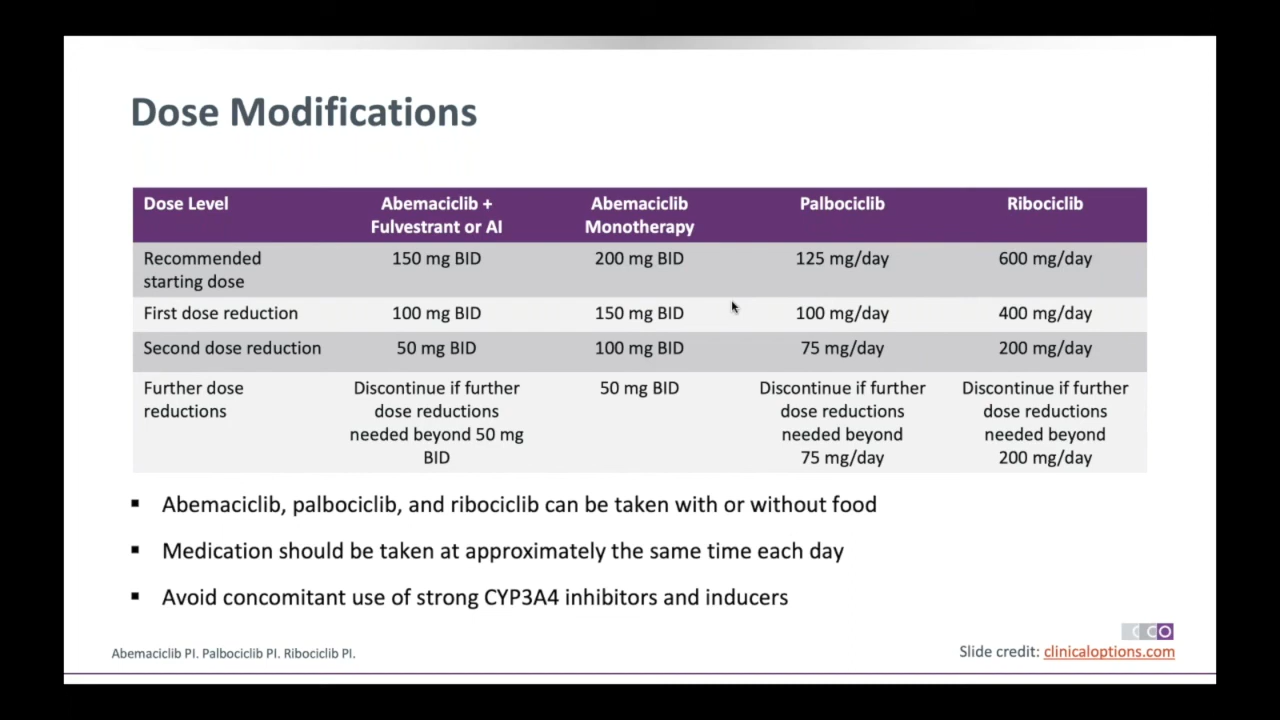 Dose Modifications
Dose Level
Abemaciclib +
Fulvestrant or AI
Abemaciclib
Monotherapy
Palbociclib
Ribociclib
Recommended
starting dose
150 mg BID
200 mg BID
125 mg/day
600 mg/day
First dose reduction
100 mg BID
150 mg BID
100 mg/day
400 mg/day
Second dose reduction
50 mg BID
100 mg BID
75 mg/day
200 mg/day
Further dose
reductions
Discontinue if further
dose reductions
needed beyond 50 mg
BID
50 mg BID
Discontinue if further
dose reductions
needed beyond
75 mg/day
Discontinue if further
dose reductions
needed beyond
200 mg/day
▪ Abemaciclib, palbociclib, and ribociclib can be taken with or without food
▪ Medication should be taken at approximately the same time each day
▪ Avoid concomitant use of strong CYP3A4 inhibitors and inducers
CCO
Abemaciclib PI. Palbociclib PI. Ribociclib PI.
Slide credit: clinicaloptions.com